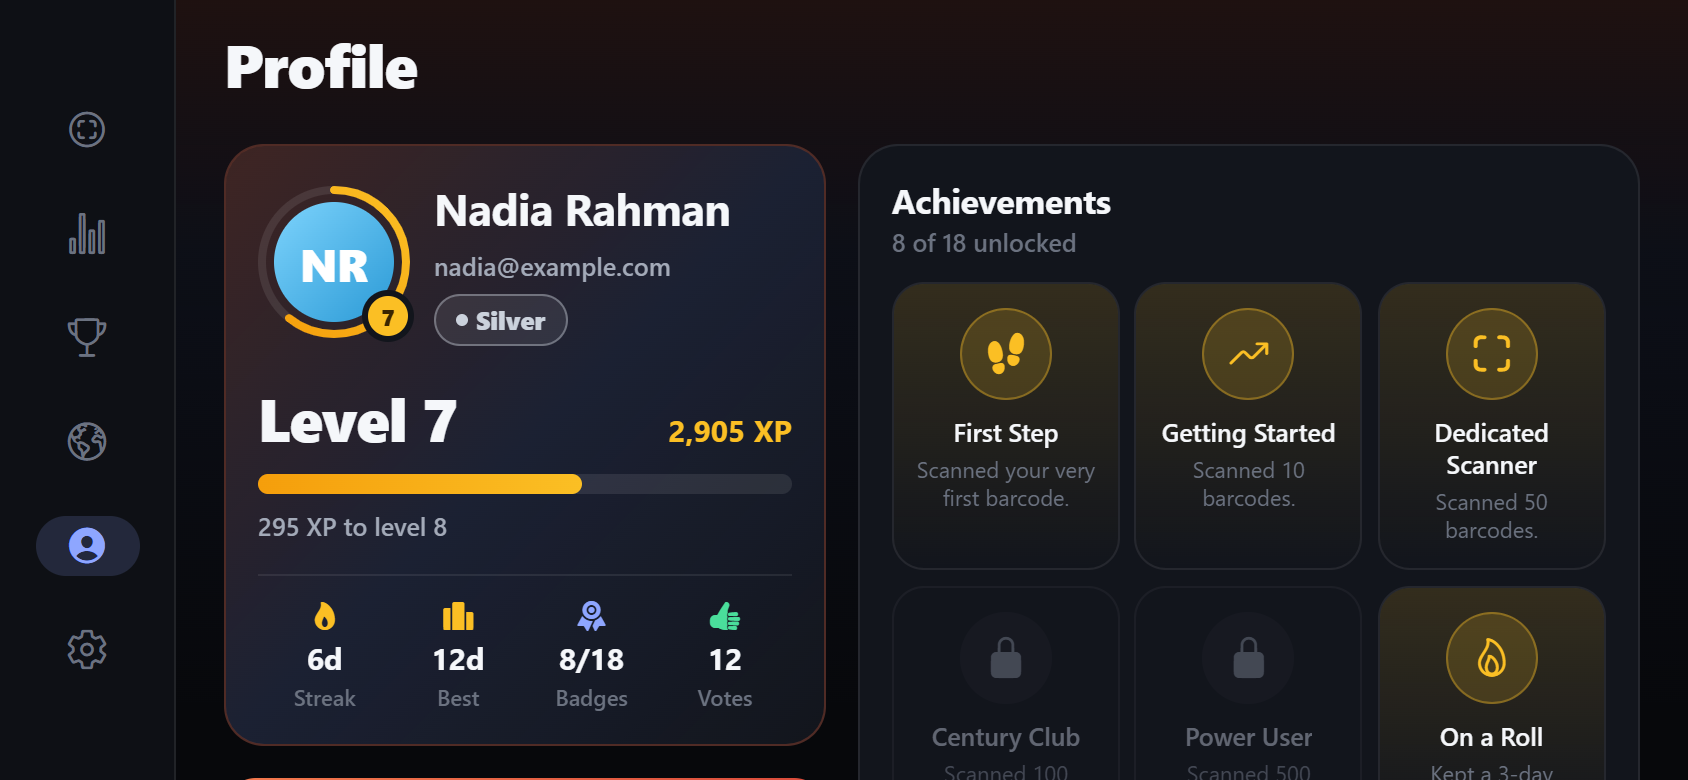 Profile
NR
7
Nadia Rahman
nadia@example.com
Silver
Level 7
2,905 XP
295 XP to level 8
6d
Streak
12d
Best
8/18
Badges
12
Votes
Achievements
8 of 18 unlocked
First Step
Scanned your very
first barcode.
Getting Started
Scanned 10
barcodes.
Dedicated
Scanner
Scanned 50
barcodes.
Century Club
Scanned 100
Power User
Scanned 500
On a Roll
Kept a 3-day